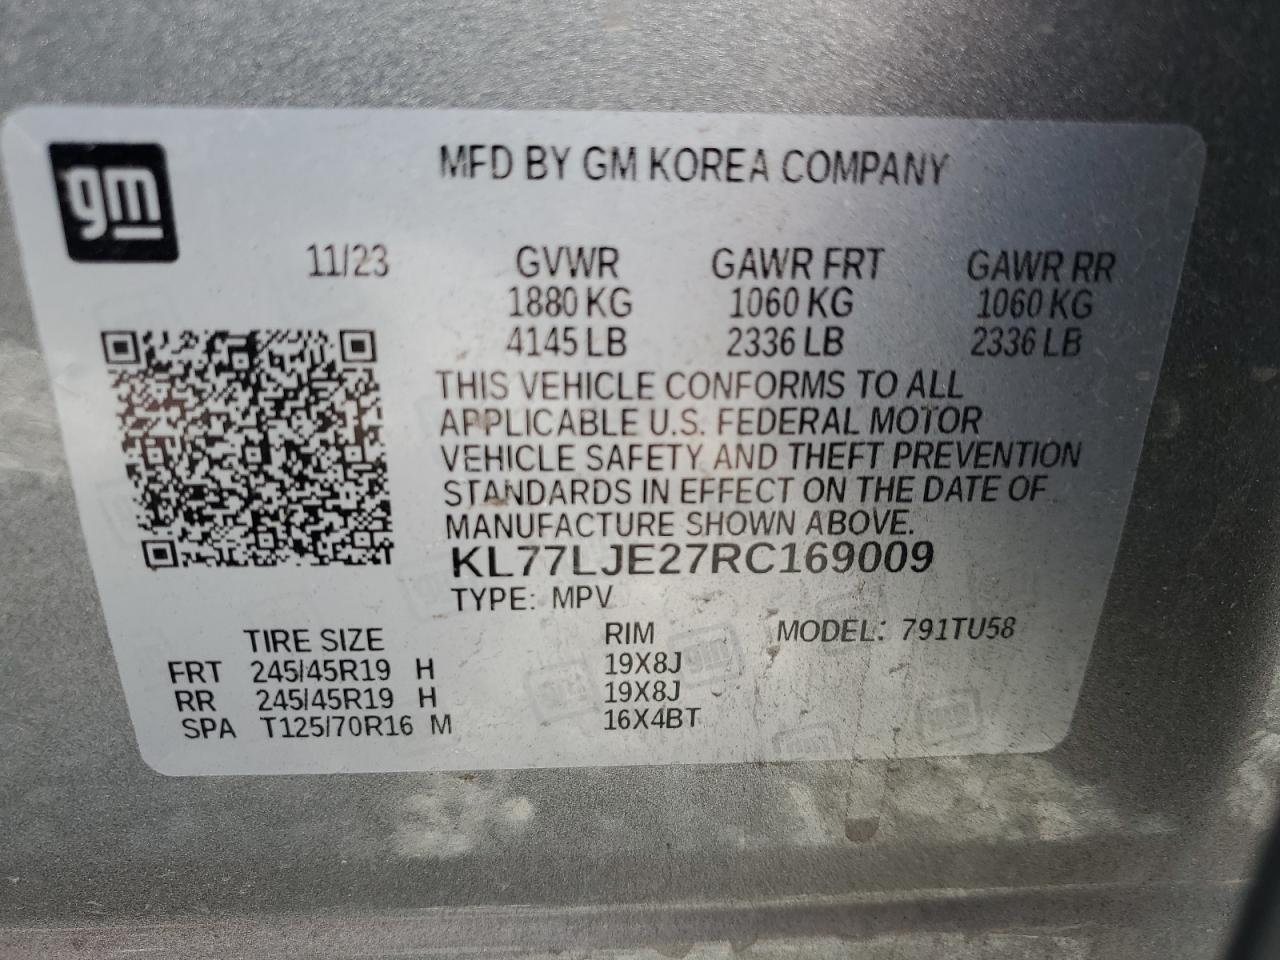 gm
MFD BY GM KOREA COMPANY
11/23 GVWR GAWR FRT GAWR RR
1880 KG 1060 KG 1060 KG
4145 LB 2336 LB 2336 LB
THIS VEHICLE CONFORMS TO ALL
APPLICABLE U.S. FEDERAL MOTOR
VEHICLE SAFETY AND THEFT PREVENTION
STANDARDS IN EFFECT ON THE DATE OF
MANUFACTURE SHOWN ABOVE.
KL77LJE27RC169009
TYPE: MPV
TIRE SIZE RIM MODEL: 791TU58
FRT 245/45R19 H 19X8J
RR 245/45R19 H 19X8J
SPA T125/70R16 M 16X4BT